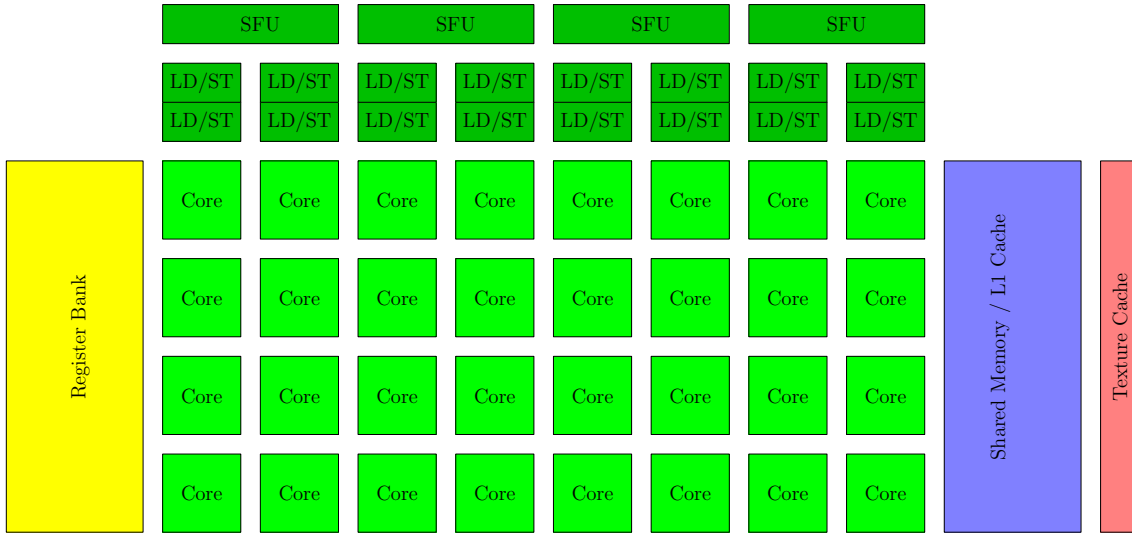 SFU SFU SFU SFU
LD/ST LD/ST LD/ST LD/ST LD/ST LD/ST LD/ST LD/ST
LD/ST LD/ST LD/ST LD/ST LD/ST LD/ST LD/ST LD/ST
Register Bank
Core Core Core Core Core Core Core Core
Core Core Core Core Core Core Core Core
Core Core Core Core Core Core Core Core
Core Core Core Core Core Core Core Core
Shared Memory / L1 Cache
Texture Cache